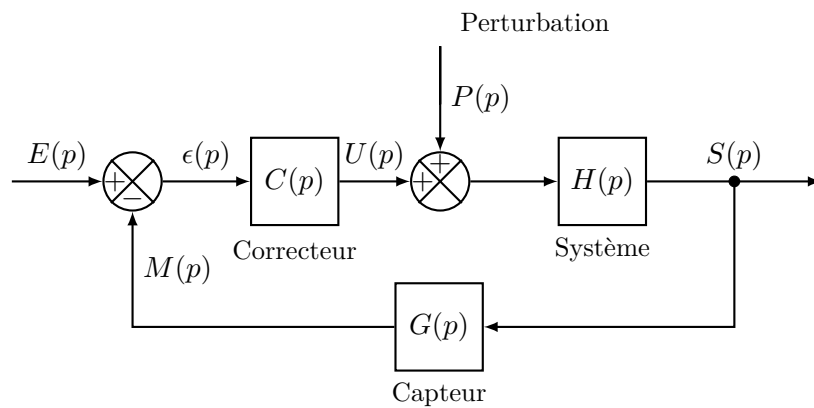 Perturbation
P(p)
E(p)
+
−
ϵ(p)
C(p)
Correcteur
U(p)
+
+
H(p)
Système
S(p)
M(p)
G(p)
Capteur